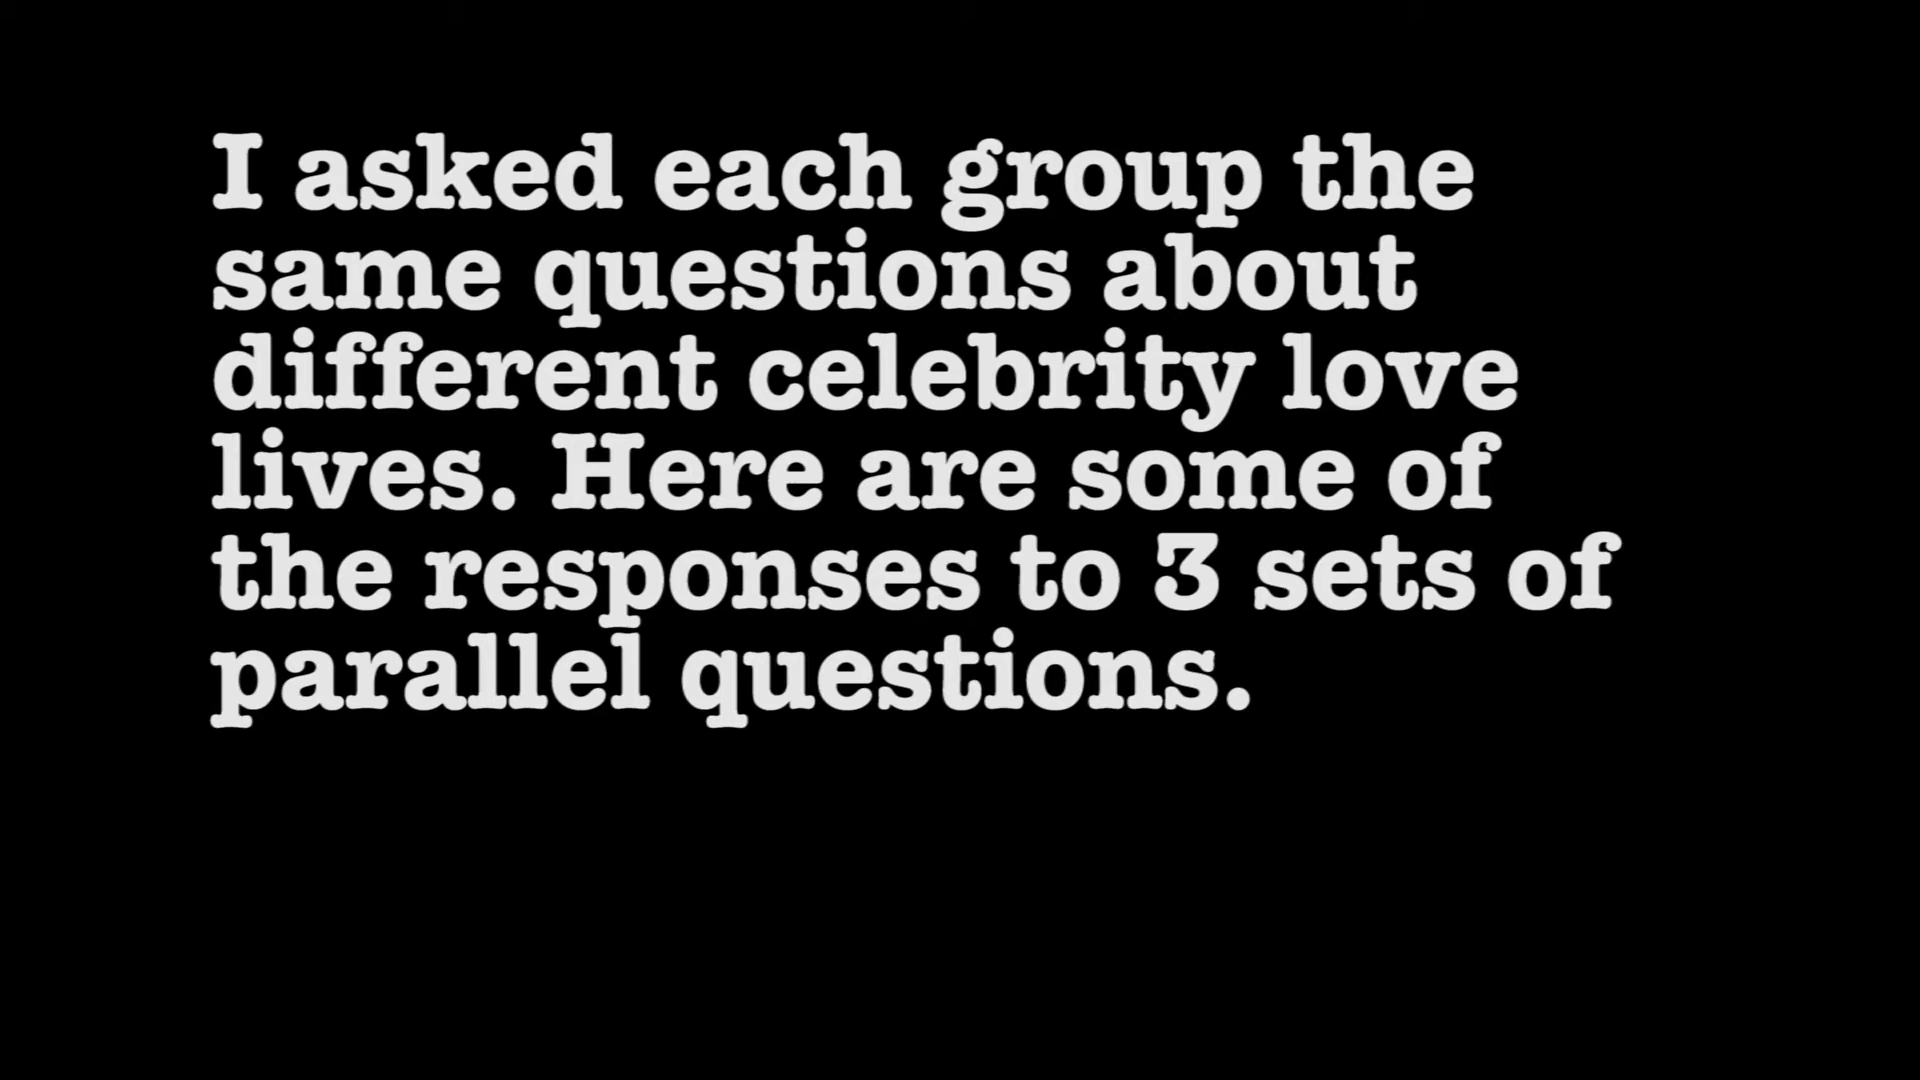 I asked each group the
same questions about
different celebrity love
lives. Here are some of
the responses to 3 sets of
parallel questions.